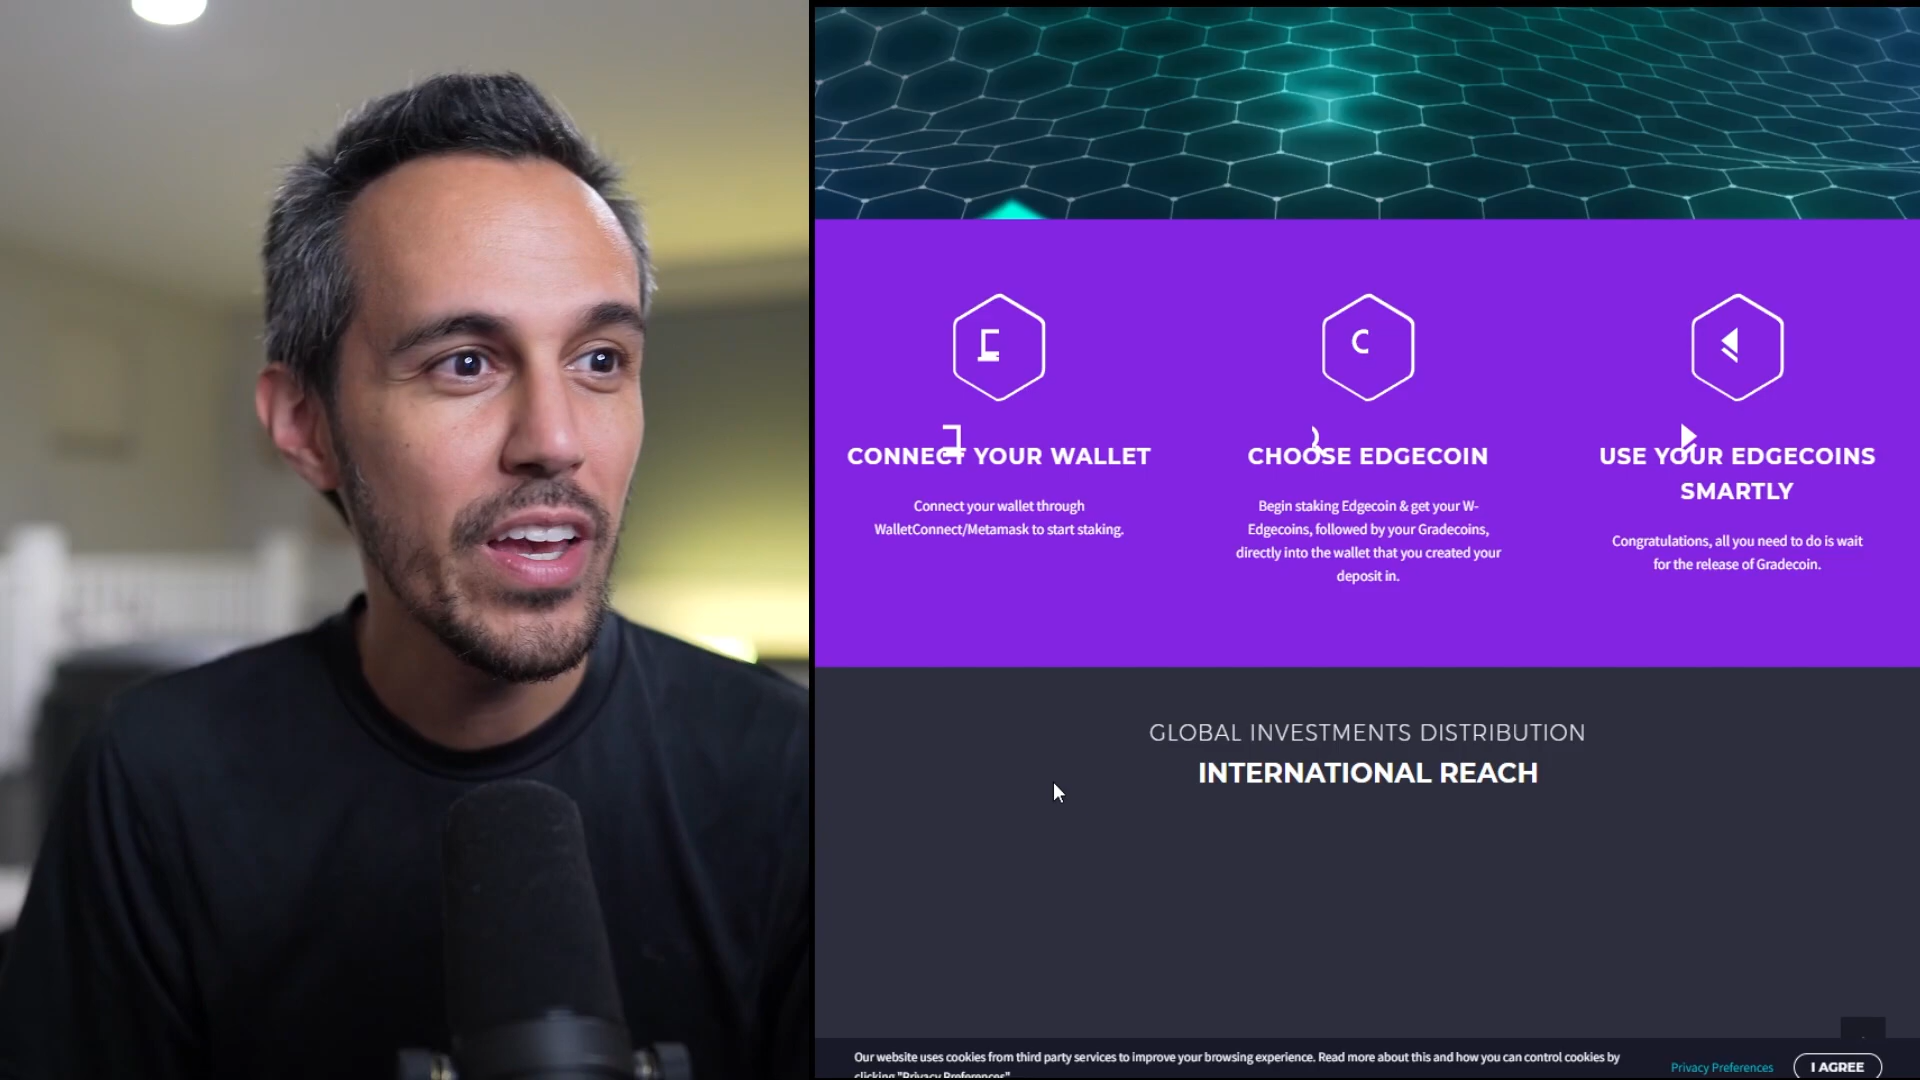 CONNECT YOUR WALLET
Connect your wallet through
WalletConnect/Metamask to start staking.
CHOOSE EDGECOIN
Begin staking Edgecoin & get your W-
Edgecoins, followed by your Gradecoins,
directly into the wallet that you created your
deposit in.
USE YOUR EDGECOINS
SMARTLY
Congratulations, all you need to do is wait
for the release of Gradecoin.
GLOBAL INVESTMENTS DISTRIBUTION
INTERNATIONAL REACH
Our website uses cookies from third party services to improve your browsing experience. Read more about this and how you can control cookies by
clicking "Privacy Preferences"
Privacy Preferences
I AGREE